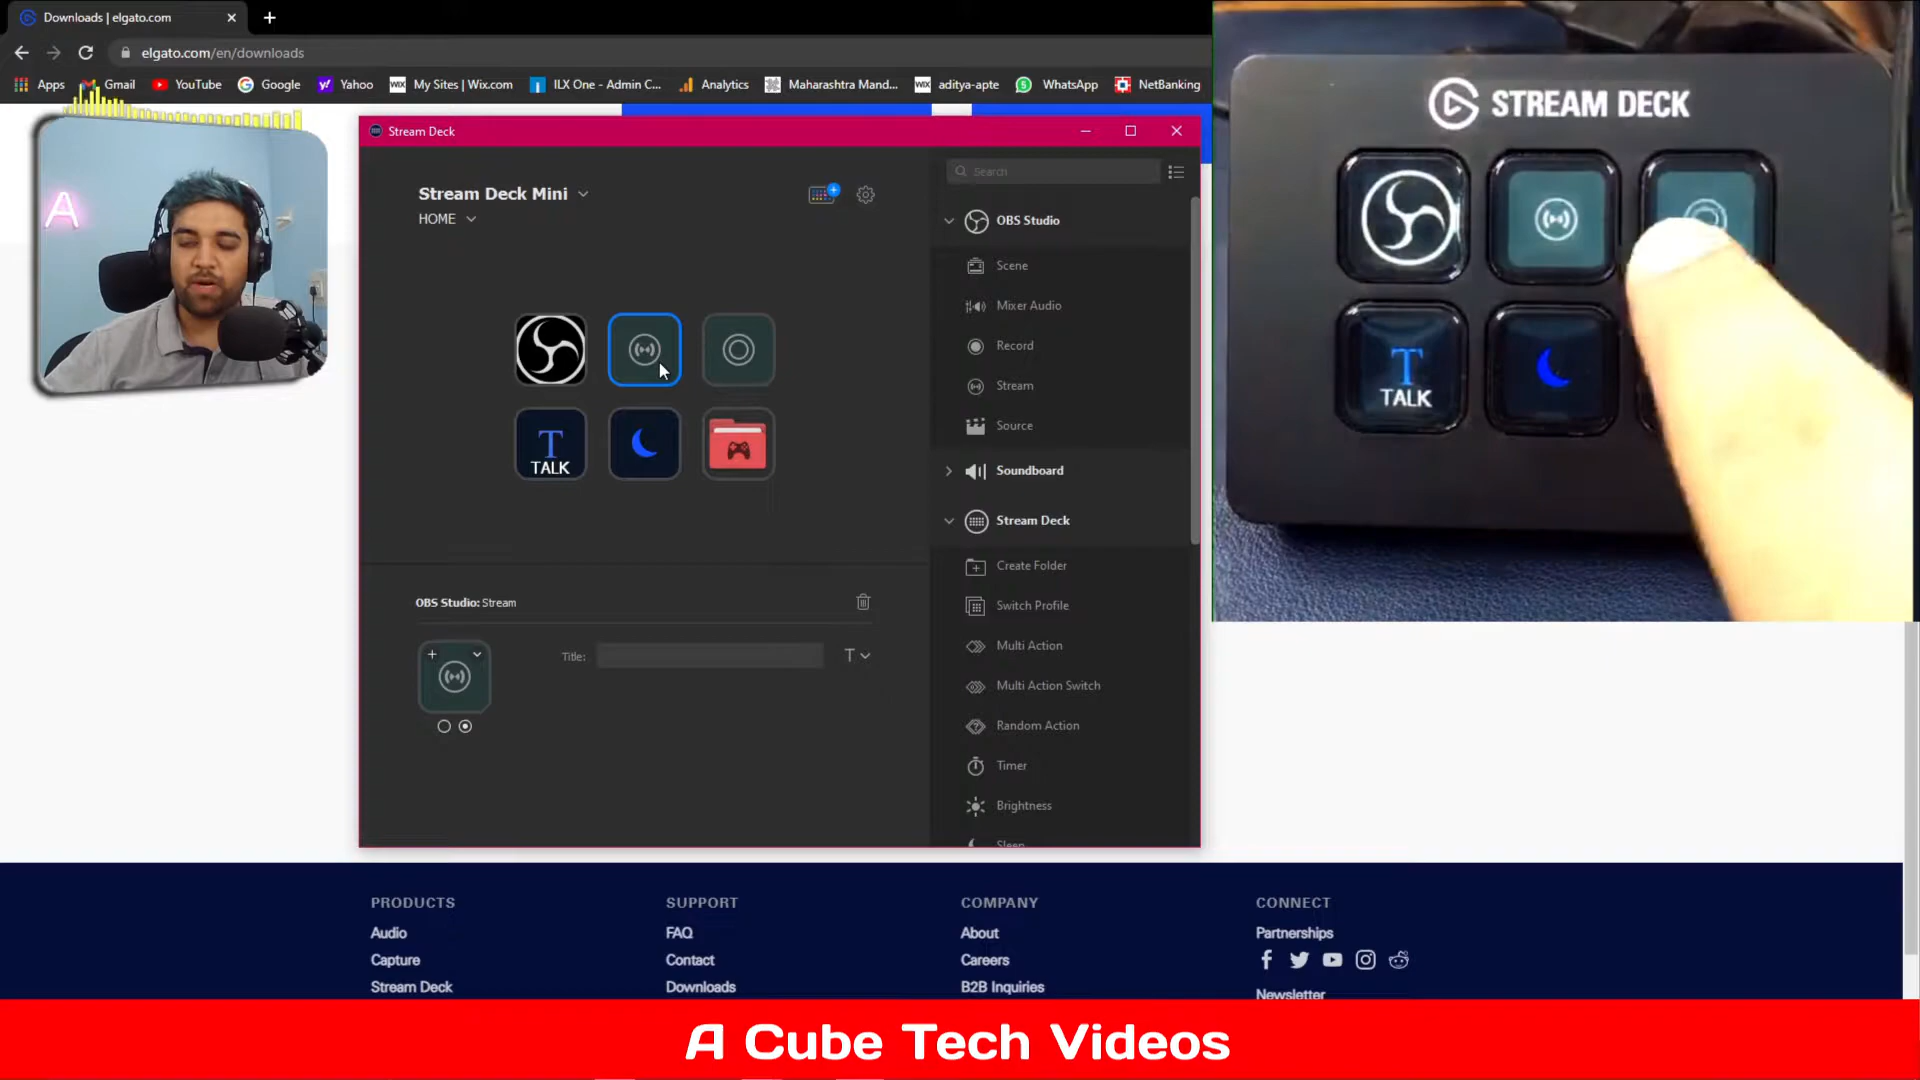 Downloads | elgato.com
elgato.com/en/downloads
Apps Gmail YouTube Google Yahoo WIX My Sites | Wix.com ILX One - Admin C... Analytics Maharashtra Mand... WIX aditya-apte WhatsApp NetBanking
A
Stream Deck
Stream Deck Mini
HOME
T
TALK
OBS Studio: Stream
Title:
T
Search
OBS Studio
Scene
Mixer Audio
Record
Stream
Source
Soundboard
Stream Deck
Create Folder
Switch Profile
Multi Action
Multi Action Switch
Random Action
Timer
Brightness
Sleep
STREAM DECK
T
TALK
PRODUCTS
Audio
Capture
Stream Deck
SUPPORT
FAQ
Contact
Downloads
COMPANY
About
Careers
B2B Inquiries
CONNECT
Partnerships
Newsletter
A Cube Tech Videos